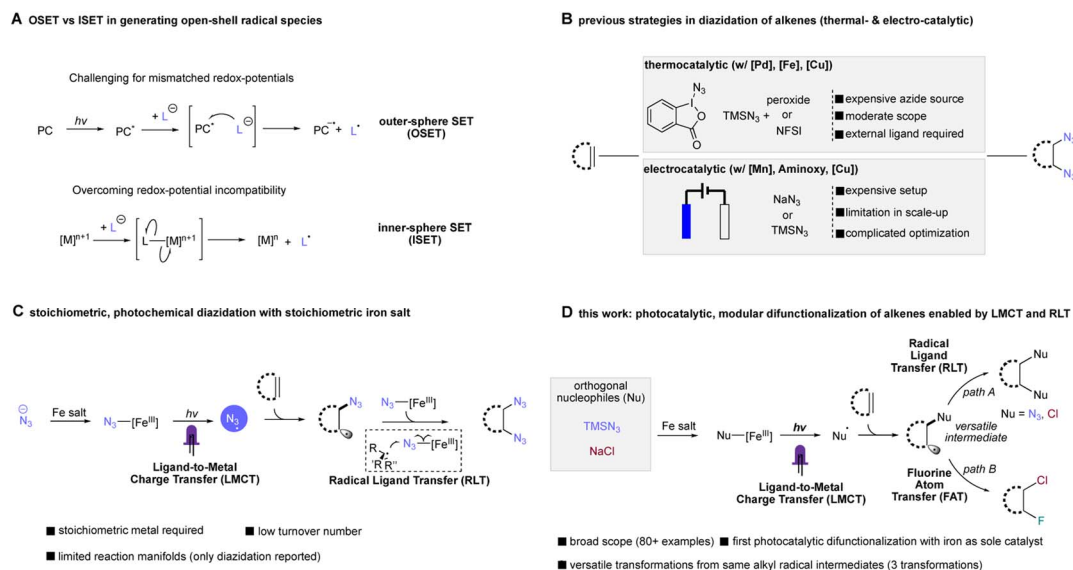 A OSET vs ISET in generating open-shell radical species
Challenging for mismatched redox-potentials
PC
hν
PC*
+ L⊖
PC* L⊖
PC•− + L•
outer-sphere SET
(OSET)
Overcoming redox-potential incompatibility
[M]n+1
+ L⊖
L—[M]n+1
[M]n + L•
inner-sphere SET
(ISET)
B previous strategies in diazidation of alkenes (thermal- & electro-catalytic)
thermocatalytic (w/ [Pd], [Fe], [Cu])
N3
I
O
O
TMSN3 +
peroxide
or
NFSI
■ expensive azide source
■ moderate scope
■ external ligand required
electrocatalytic (w/ [Mn], Aminoxy, [Cu])
NaN3
or
TMSN3
■ expensive setup
■ limitation in scale-up
■ complicated optimization
N3
N3
C stoichiometric, photochemical diazidation with stoichiometric iron salt
⊖
N3
Fe salt
N3—[FeIII]
hν
Ligand-to-Metal
Charge Transfer (LMCT)
N3
N3
N3—[FeIII]
R
'R R''
N3—[FeIII]
Radical Ligand Transfer (RLT)
N3
N3
■ stoichiometric metal required
■ low turnover number
■ limited reaction manifolds (only diazidation reported)
D this work: photocatalytic, modular difunctionalization of alkenes enabled by LMCT and RLT
orthogonal
nucleophiles (Nu)
TMSN3
NaCl
Fe salt
Nu—[FeIII]
hν
Ligand-to-Metal
Charge Transfer (LMCT)
Nu•
Nu
versatile
intermediate
Radical
Ligand
Transfer (RLT)
path A
Nu
Nu
Nu = N3, Cl
Fluorine
Atom
Transfer (FAT)
path B
Cl
F
■ broad scope (80+ examples) ■ first photocatalytic difunctionalization with iron as sole catalyst
■ versatile transformations from same alkyl radical intermediates (3 transformations)